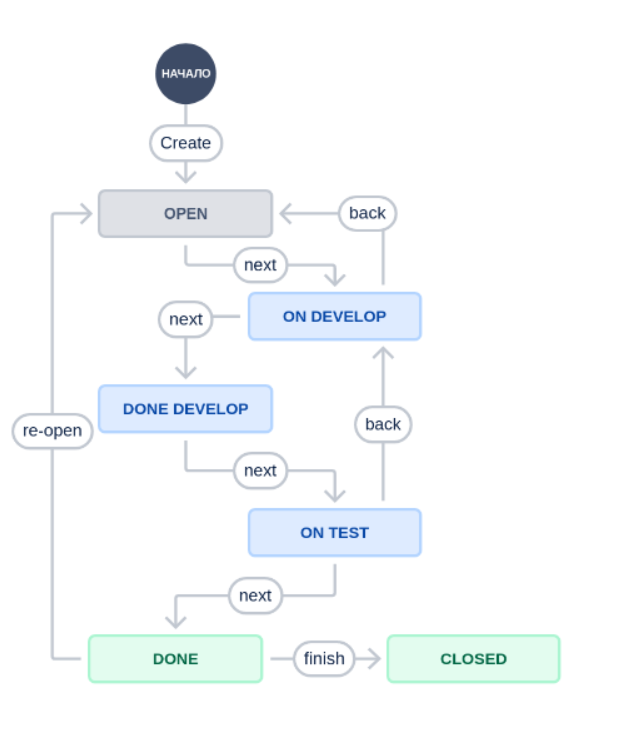 НАЧАЛО
Create
OPEN
back
next
ON DEVELOP
next
DONE DEVELOP
back
re-open
next
ON TEST
next
DONE
finish
CLOSED